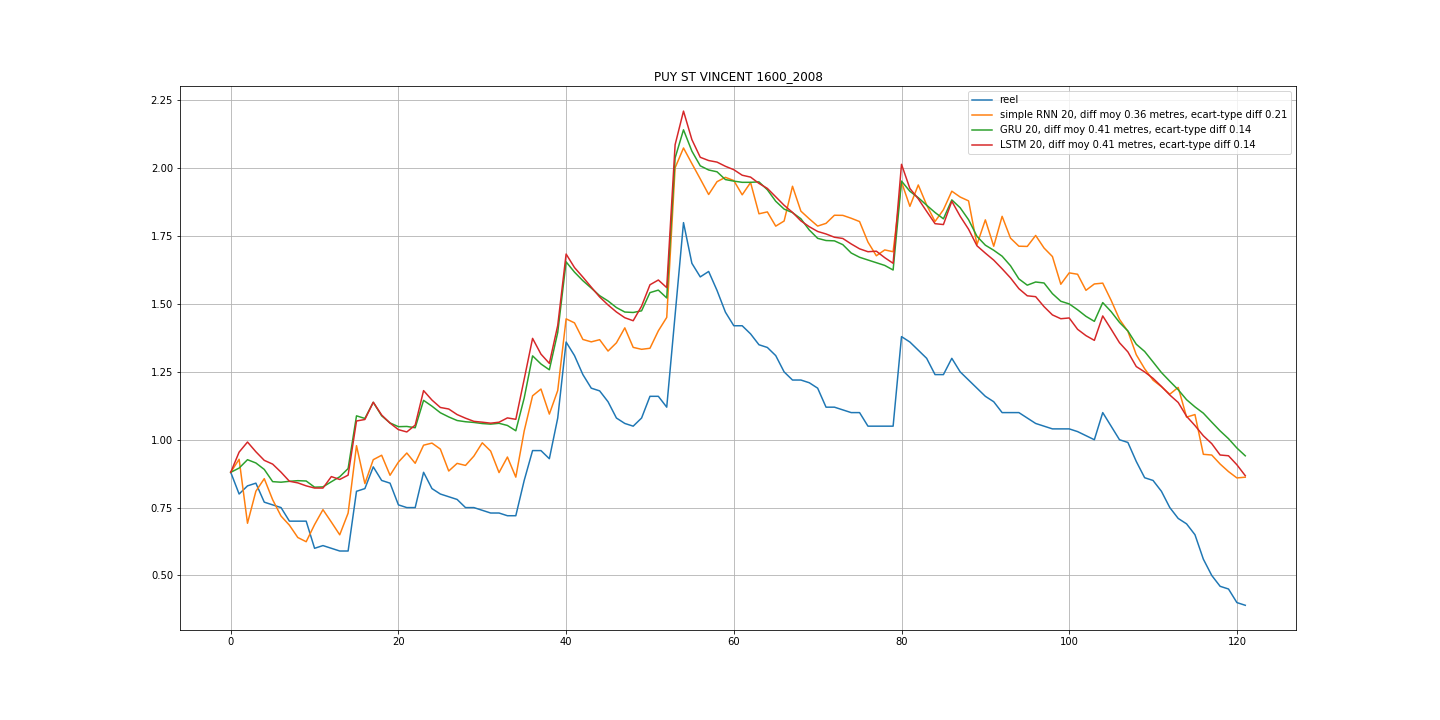 PUY ST VINCENT 1600_2008
reel
simple RNN 20, diff moy 0.36 metres, ecart-type diff 0.21
GRU 20, diff moy 0.41 metres, ecart-type diff 0.14
LSTM 20, diff moy 0.41 metres, ecart-type diff 0.14
2.25
2.00
1.75
1.50
1.25
1.00
0.75
0.50
0 20 40 60 80 100 120